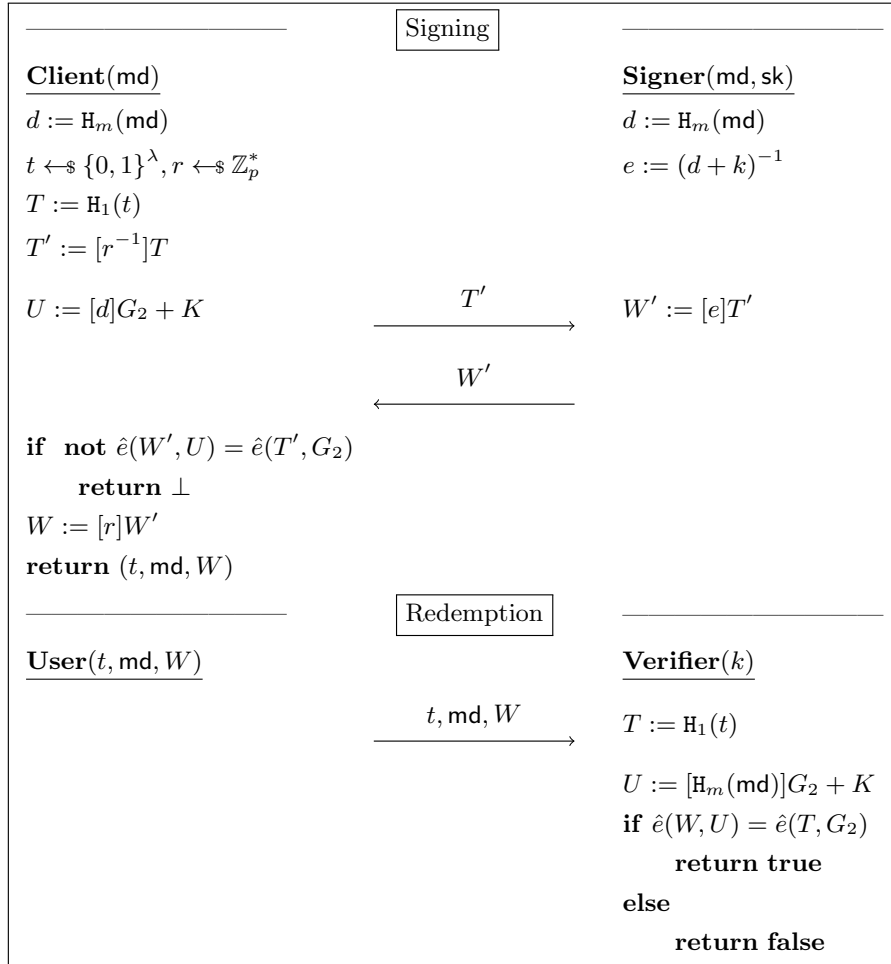 Signing
Client(md)
Signer(md, sk)
d := H_m(md)
d := H_m(md)
t ←$ {0, 1}^λ, r ←$ ℤ_p^*
e := (d + k)^{-1}
T := H_1(t)
T' := [r^{-1}]T
U := [d]G_2 + K
T'
W' := [e]T'
W'
if not ê(W', U) = ê(T', G_2)
return ⊥
W := [r]W'
return (t, md, W)
Redemption
User(t, md, W)
Verifier(k)
t, md, W
T := H_1(t)
U := [H_m(md)]G_2 + K
if ê(W, U) = ê(T, G_2)
return true
else
return false